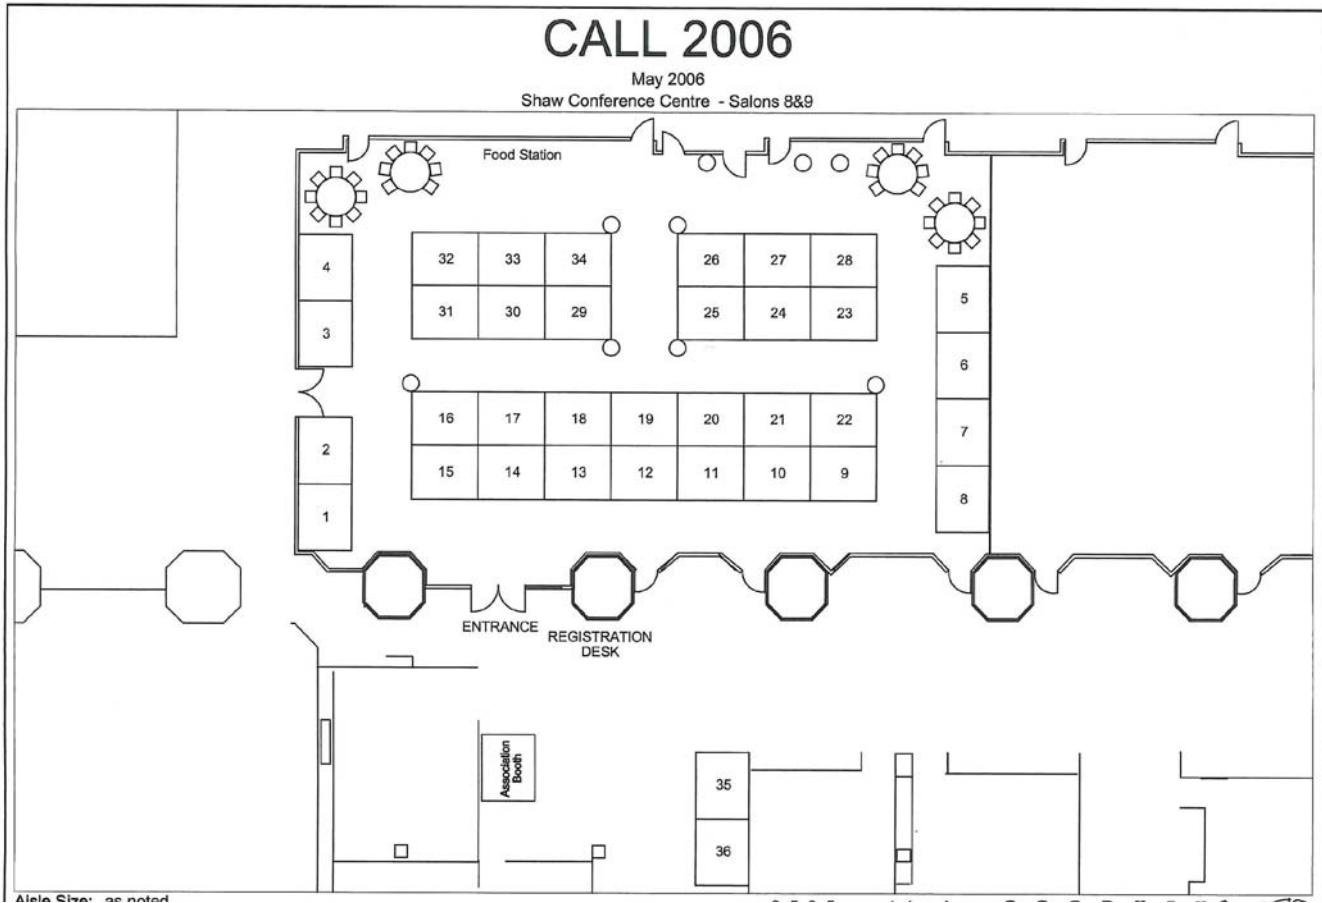 CALL 2006
May 2006
Shaw Conference Centre - Salons 8&9
Food Station
4
32 33 34 26 27 28
5
31 30 29 25 24 23
3
6
16 17 18 19 20 21 22
7
2
15 14 13 12 11 10 9
8
1
ENTRANCE
REGISTRATION
DESK
Association
Booth
35
36
Aisle Size: as noted